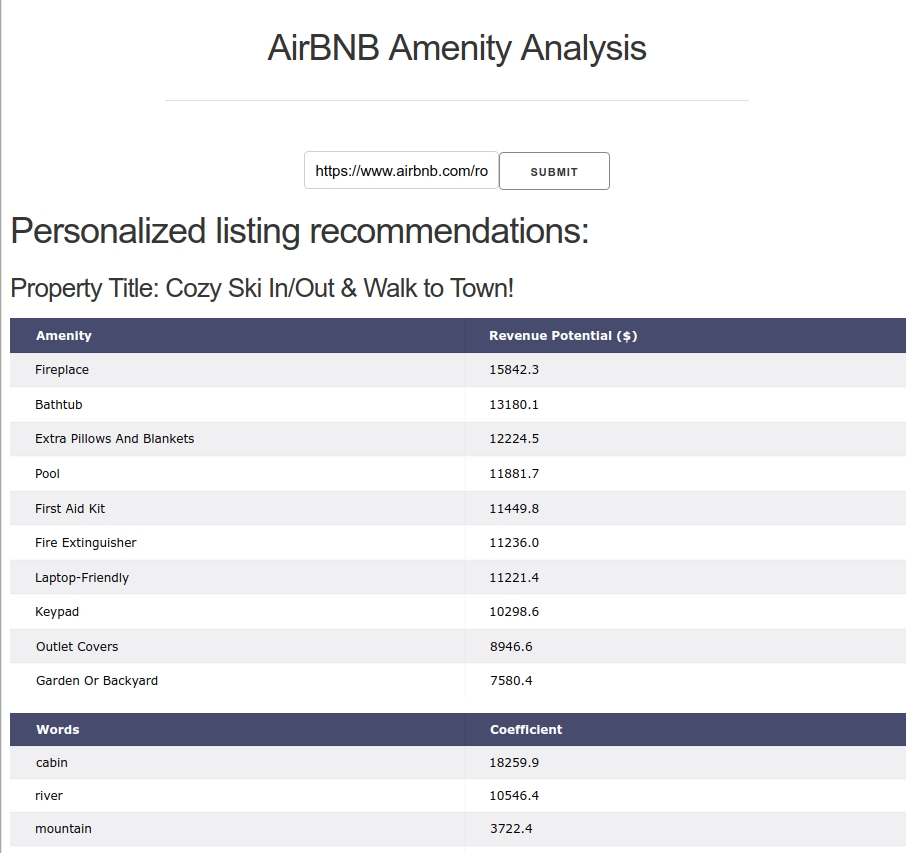 AirBNB Amenity Analysis
https://www.airbnb.com/ro SUBMIT
Personalized listing recommendations:
Property Title: Cozy Ski In/Out & Walk to Town!
Amenity Revenue Potential ($)
Fireplace 15842.3
Bathtub 13180.1
Extra Pillows And Blankets 12224.5
Pool 11881.7
First Aid Kit 11449.8
Fire Extinguisher 11236.0
Laptop-Friendly 11221.4
Keypad 10298.6
Outlet Covers 8946.6
Garden Or Backyard 7580.4
Words Coefficient
cabin 18259.9
river 10546.4
mountain 3722.4